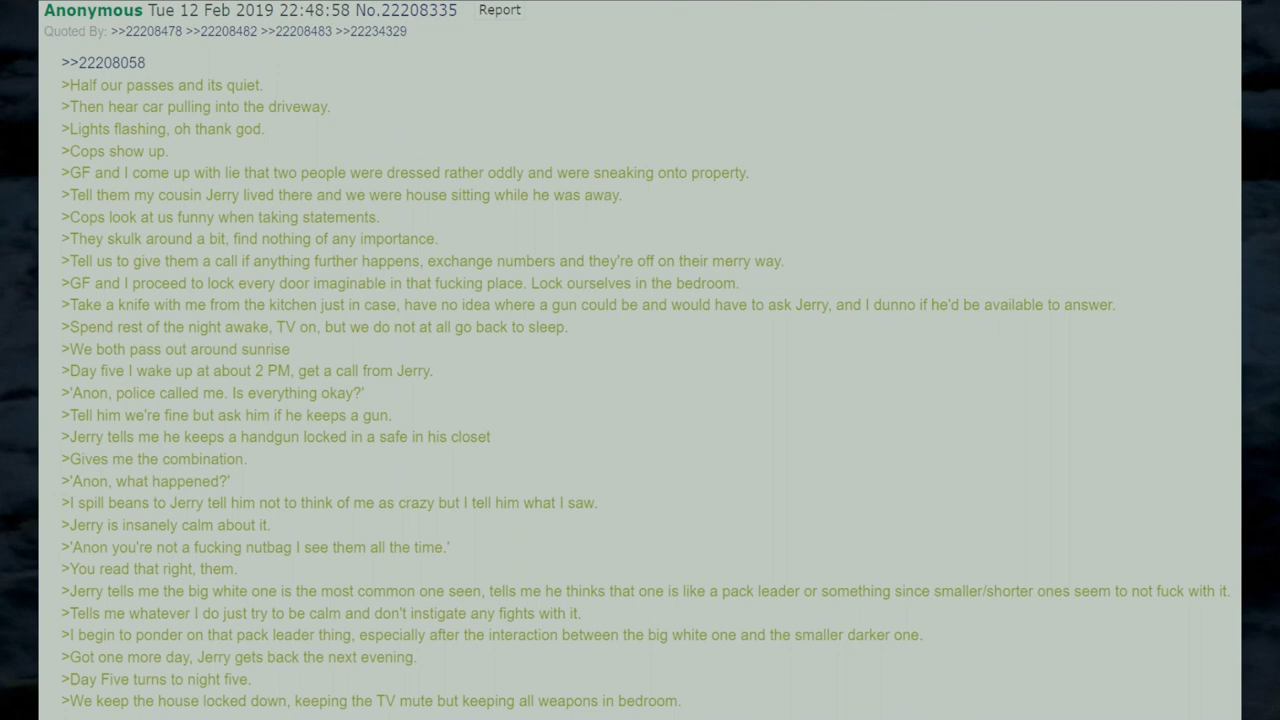 Anonymous Tue 12 Feb 2019 22:48:58 No.22208335 Report
Quoted By: >>22208478 >>22208482 >>22208483 >>22234329
>>22208058
>Half our passes and its quiet.
>Then hear car pulling into the driveway.
>Lights flashing, oh thank god.
>Cops show up.
>GF and I come up with lie that two people were dressed rather oddly and were sneaking onto property.
>Tell them my cousin Jerry lived there and we were house sitting while he was away.
>Cops look at us funny when taking statements.
>They skulk around a bit, find nothing of any importance.
>Tell us to give them a call if anything further happens, exchange numbers and they're off on their merry way.
>GF and I proceed to lock every door imaginable in that fucking place. Lock ourselves in the bedroom.
>Take a knife with me from the kitchen just in case, have no idea where a gun could be and would have to ask Jerry, and I dunno if he'd be available to answer.
>Spend rest of the night awake, TV on, but we do not at all go back to sleep.
>We both pass out around sunrise
>Day five I wake up at about 2 PM, get a call from Jerry.
>'Anon, police called me. Is everything okay?'
>Tell him we're fine but ask him if he keeps a gun.
>Jerry tells me he keeps a handgun locked in a safe in his closet
>Gives me the combination.
>'Anon, what happened?'
>I spill beans to Jerry tell him not to think of me as crazy but I tell him what I saw.
>Jerry is insanely calm about it.
>'Anon you're not a fucking nutbag I see them all the time.'
>You read that right, them.
>Jerry tells me the big white one is the most common one seen, tells me he thinks that one is like a pack leader or something since smaller/shorter ones seem to not fuck with it.
>Tells me whatever I do just try to be calm and don't instigate any fights with it.
>I begin to ponder on that pack leader thing, especially after the interaction between the big white one and the smaller darker one.
>Got one more day, Jerry gets back the next evening.
>Day Five turns to night five.
>We keep the house locked down, keeping the TV mute but keeping all weapons in bedroom.